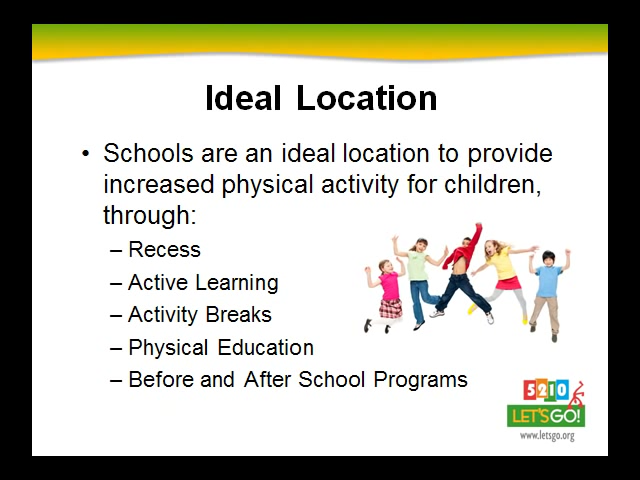 Ideal Location
• Schools are an ideal location to provide
increased physical activity for children,
through:
– Recess
– Active Learning
– Activity Breaks
– Physical Education
– Before and After School Programs
5210
LET'S GO!
www.letsgo.org